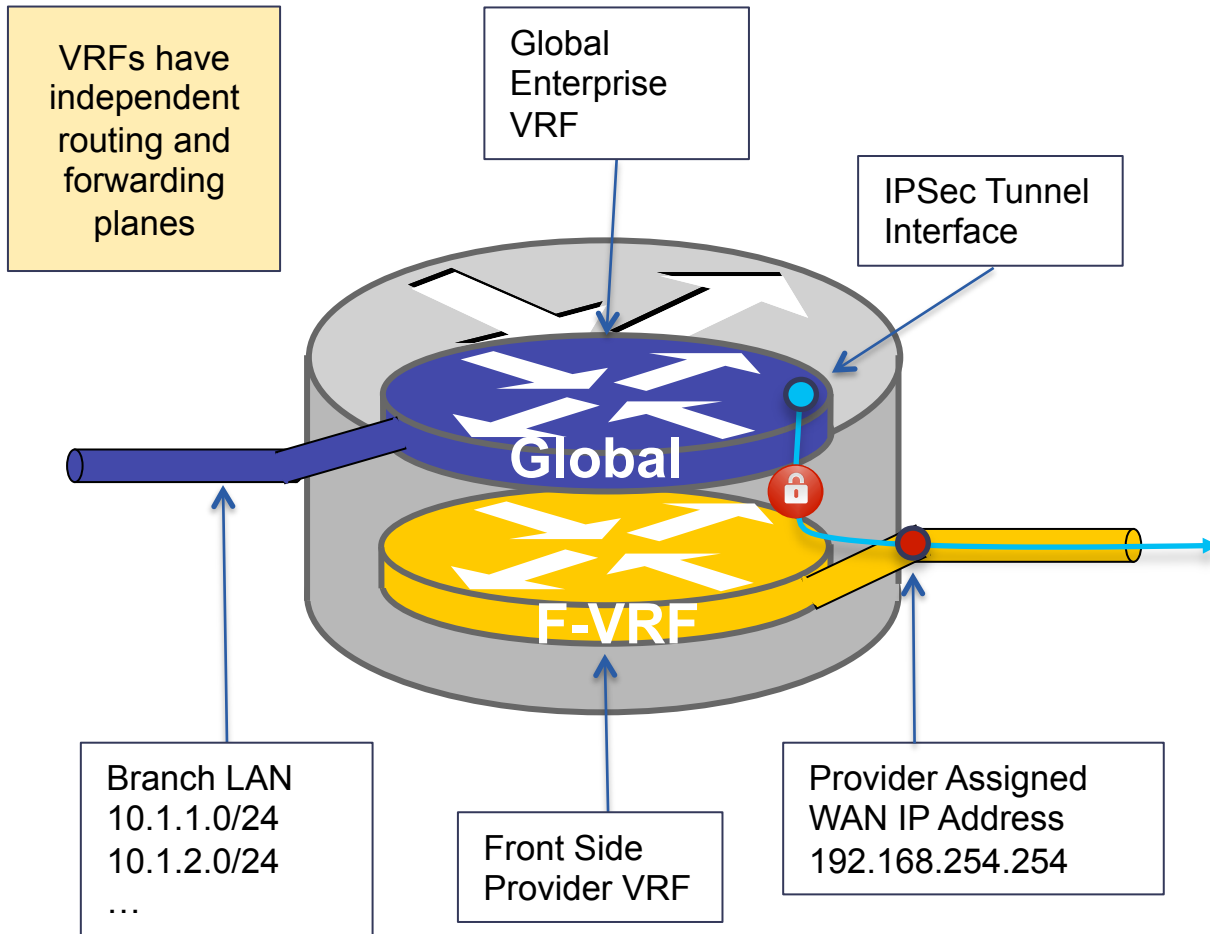 VRFs have
independent
routing and
forwarding
planes
Global
Enterprise
VRF
IPSec Tunnel
Interface
Global
F-VRF
Branch LAN
10.1.1.0/24
10.1.2.0/24
…
Front Side
Provider VRF
Provider Assigned
WAN IP Address
192.168.254.254